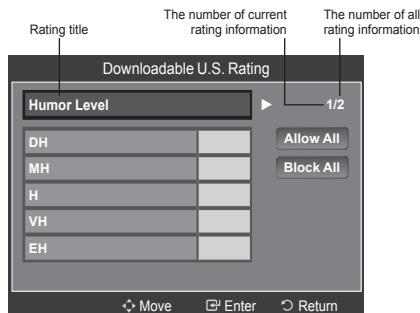 Rating title
The number of current
rating information
The number of all
rating information
Downloadable U.S. Rating
Humor Level
1/2
DH
MH
H
VH
EH
Allow All
Block All
Move Enter Return